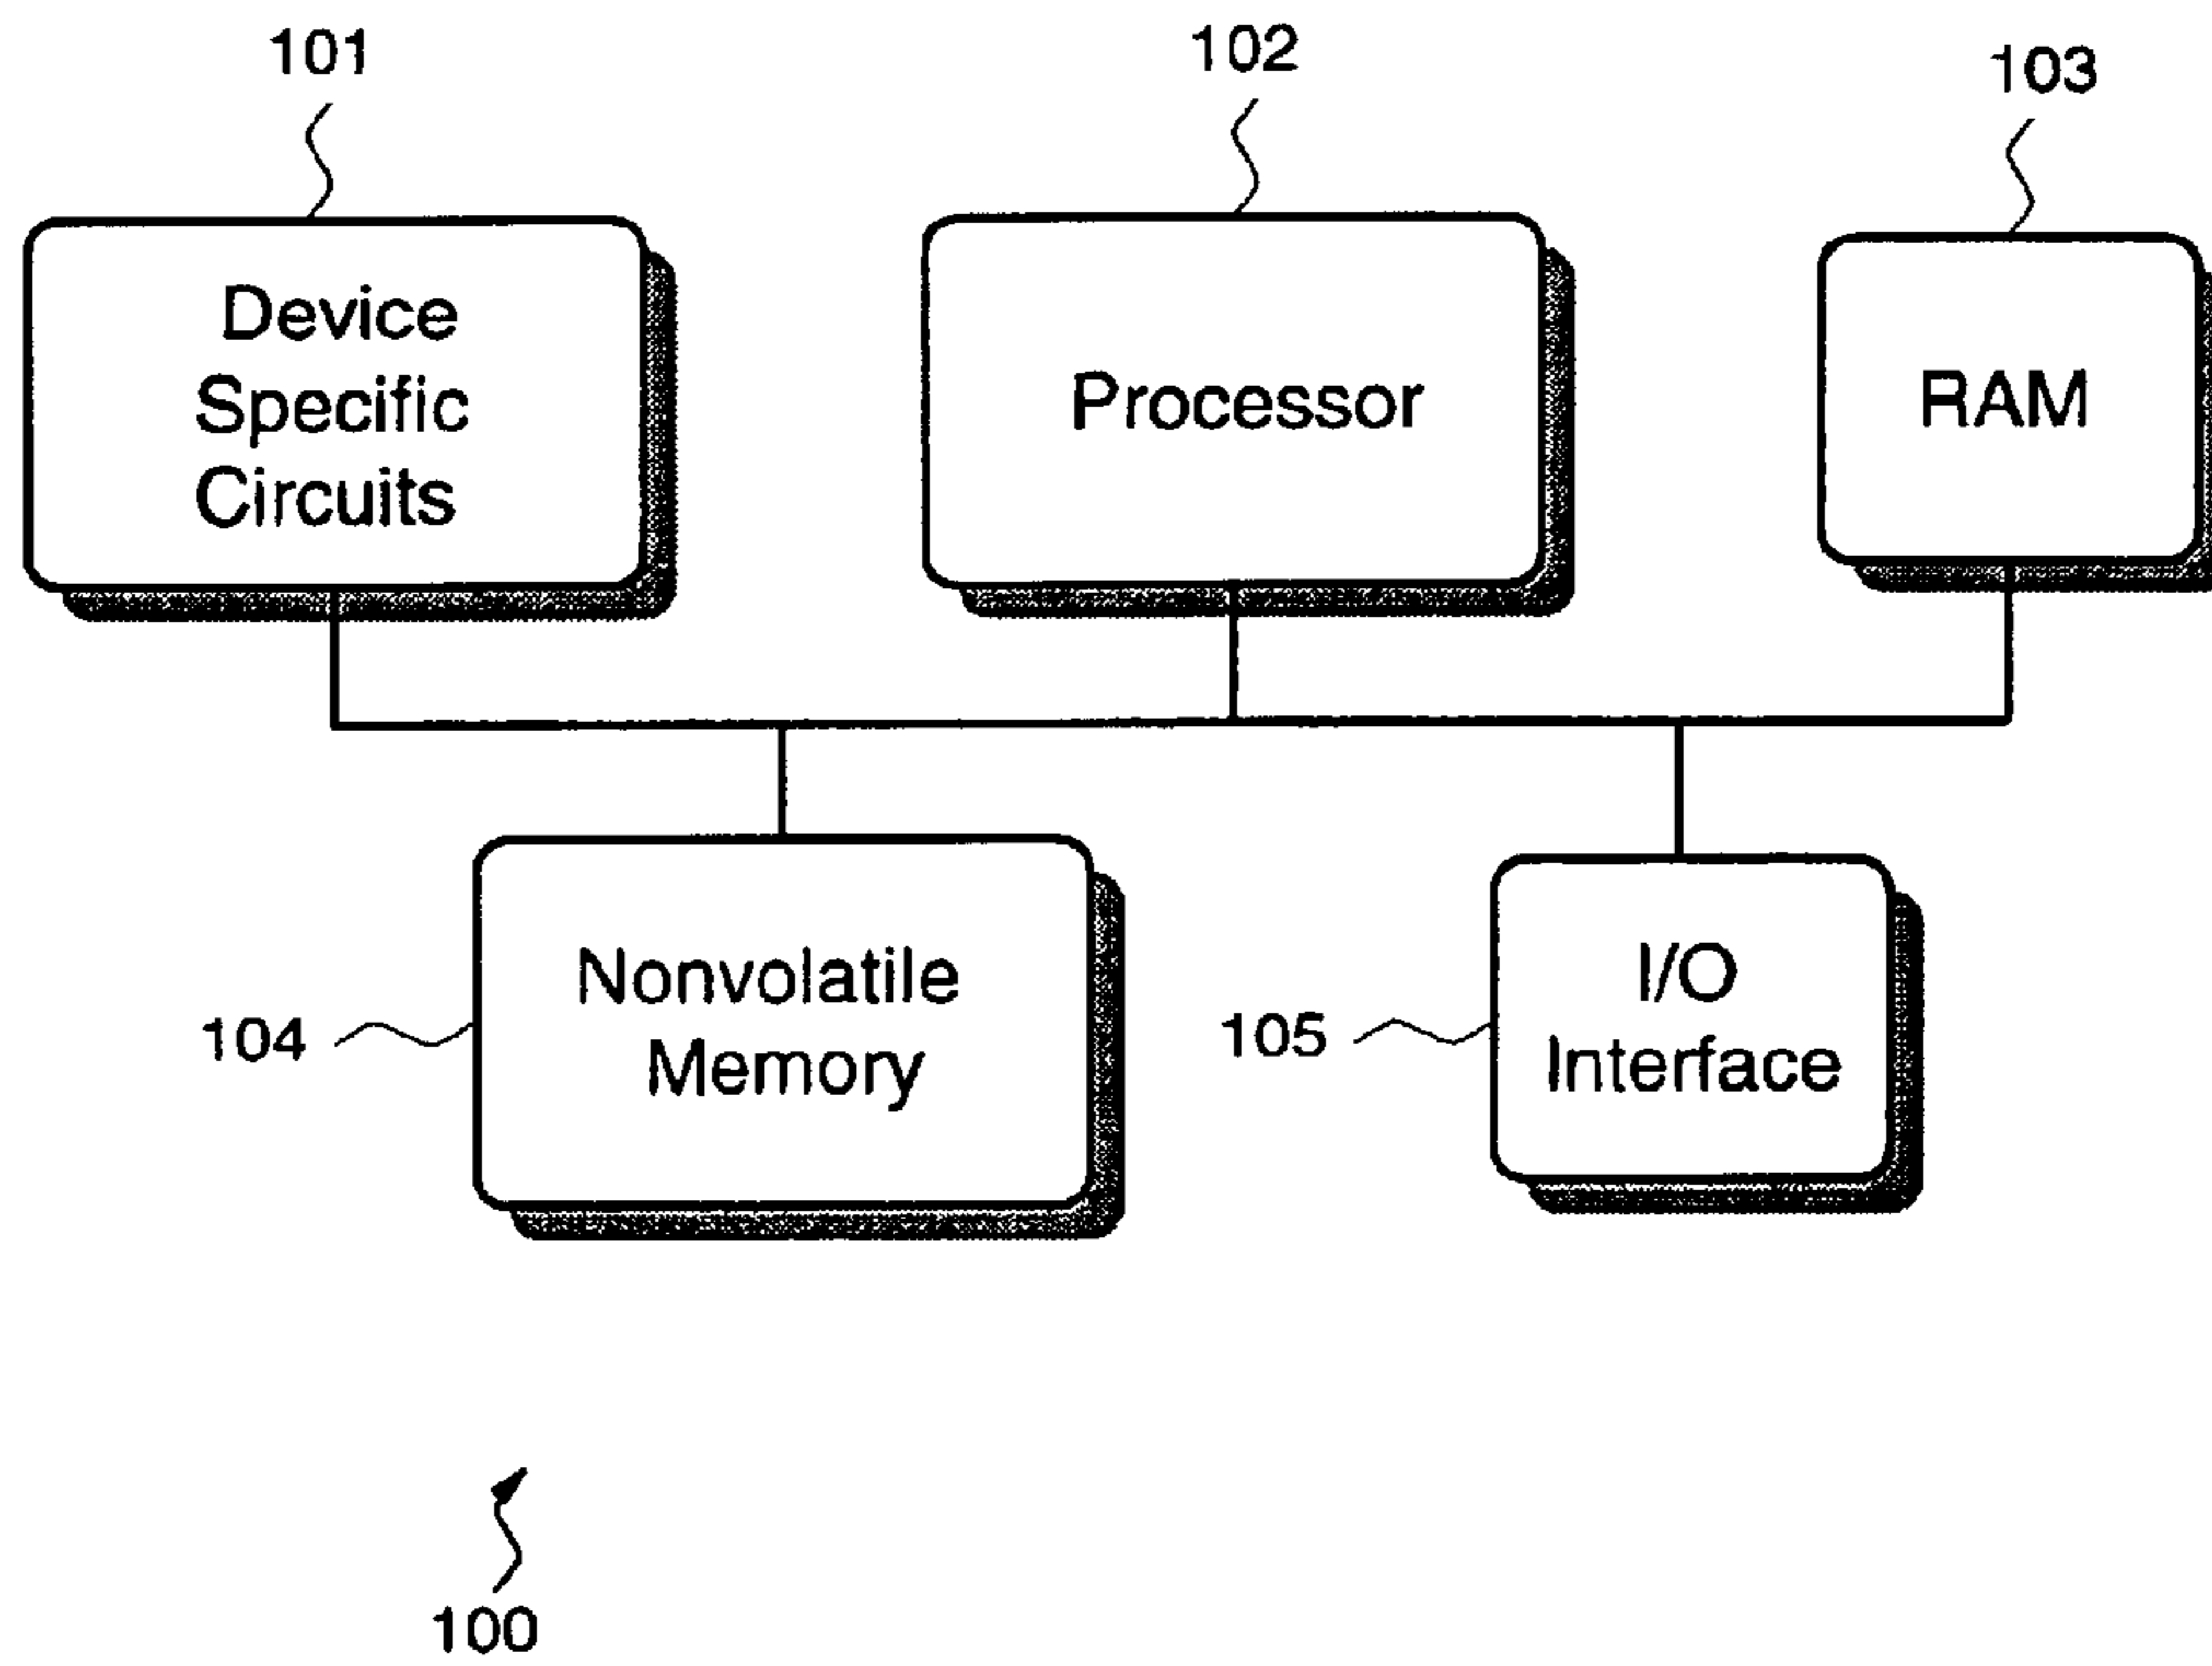 101
102
103
Device
Specific
Circuits
Processor
RAM
Nonvolatile
Memory
104
I/O
Interface
105
100